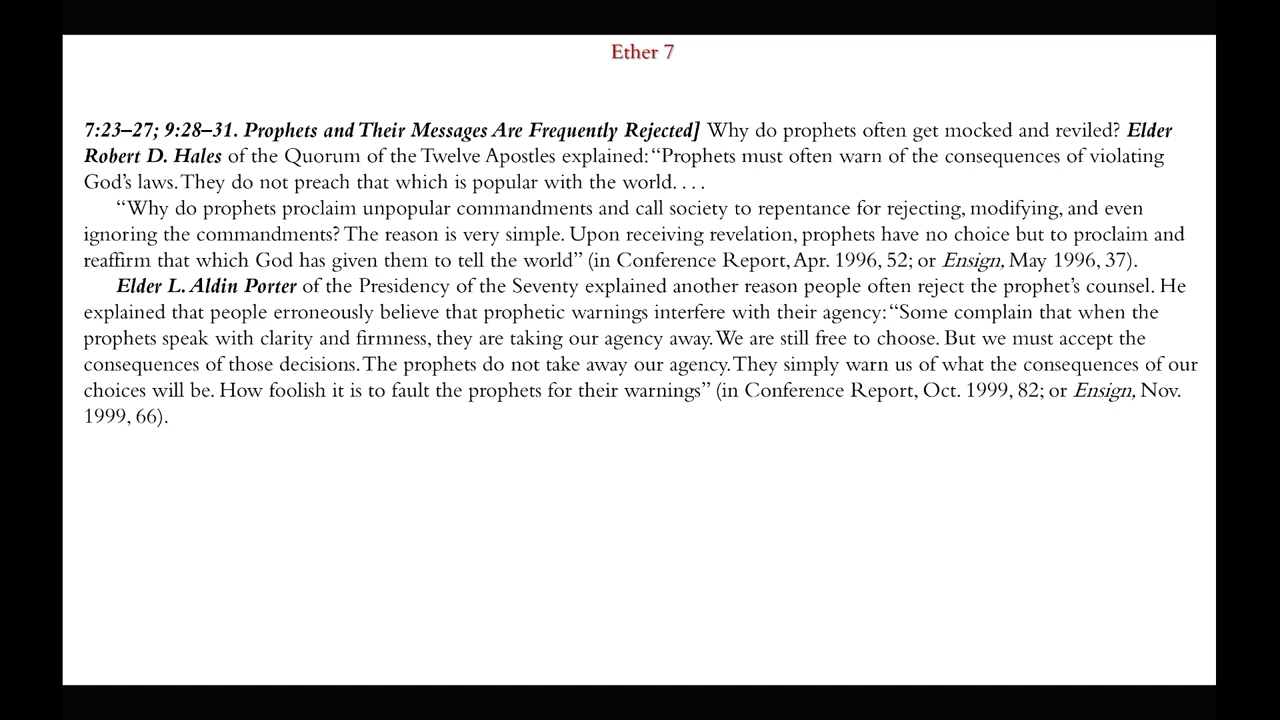 Ether 7
7:23–27; 9:28–31. Prophets and Their Messages Are Frequently Rejected] Why do prophets often get mocked and reviled? Elder
Robert D. Hales of the Quorum of the Twelve Apostles explained: “Prophets must often warn of the consequences of violating
God’s laws. They do not preach that which is popular with the world. . . .
“Why do prophets proclaim unpopular commandments and call society to repentance for rejecting, modifying, and even
ignoring the commandments? The reason is very simple. Upon receiving revelation, prophets have no choice but to proclaim and
reaffirm that which God has given them to tell the world” (in Conference Report, Apr. 1996, 52; or Ensign, May 1996, 37).
Elder L. Aldin Porter of the Presidency of the Seventy explained another reason people often reject the prophet’s counsel. He
explained that people erroneously believe that prophetic warnings interfere with their agency: “Some complain that when the
prophets speak with clarity and firmness, they are taking our agency away. We are still free to choose. But we must accept the
consequences of those decisions. The prophets do not take away our agency. They simply warn us of what the consequences of our
choices will be. How foolish it is to fault the prophets for their warnings” (in Conference Report, Oct. 1999, 82; or Ensign, Nov.
1999, 66).